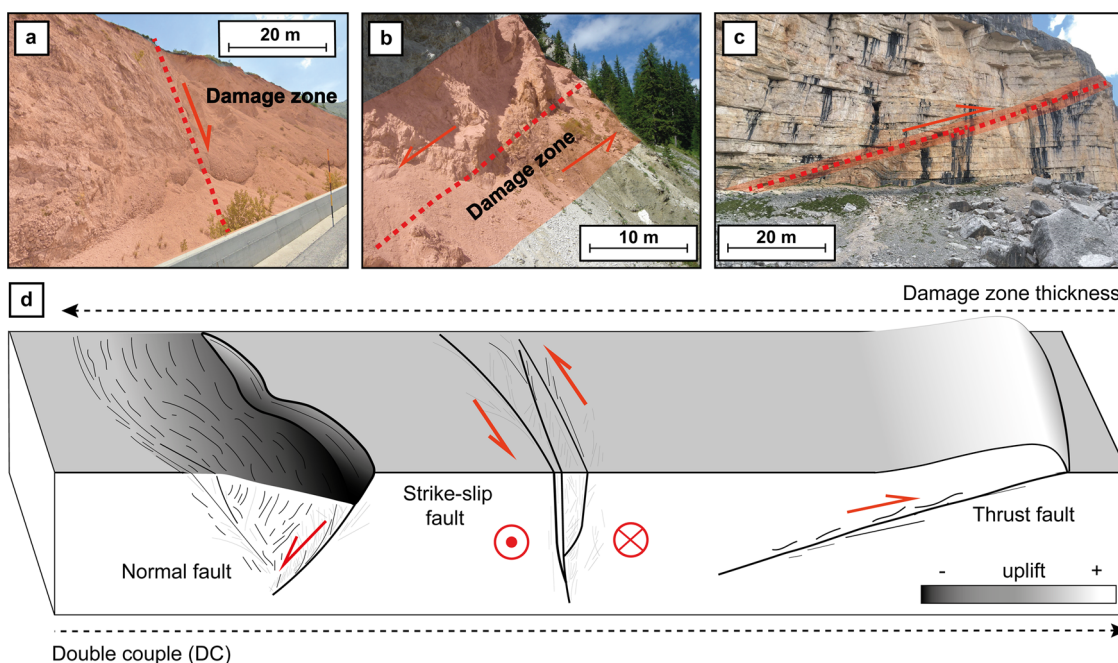 a
20 m
Damage zone
b
Damage zone
10 m
c
20 m
d
Damage zone thickness
Strike-slip
fault
Normal fault
Thrust fault
- uplift +
Double couple (DC)